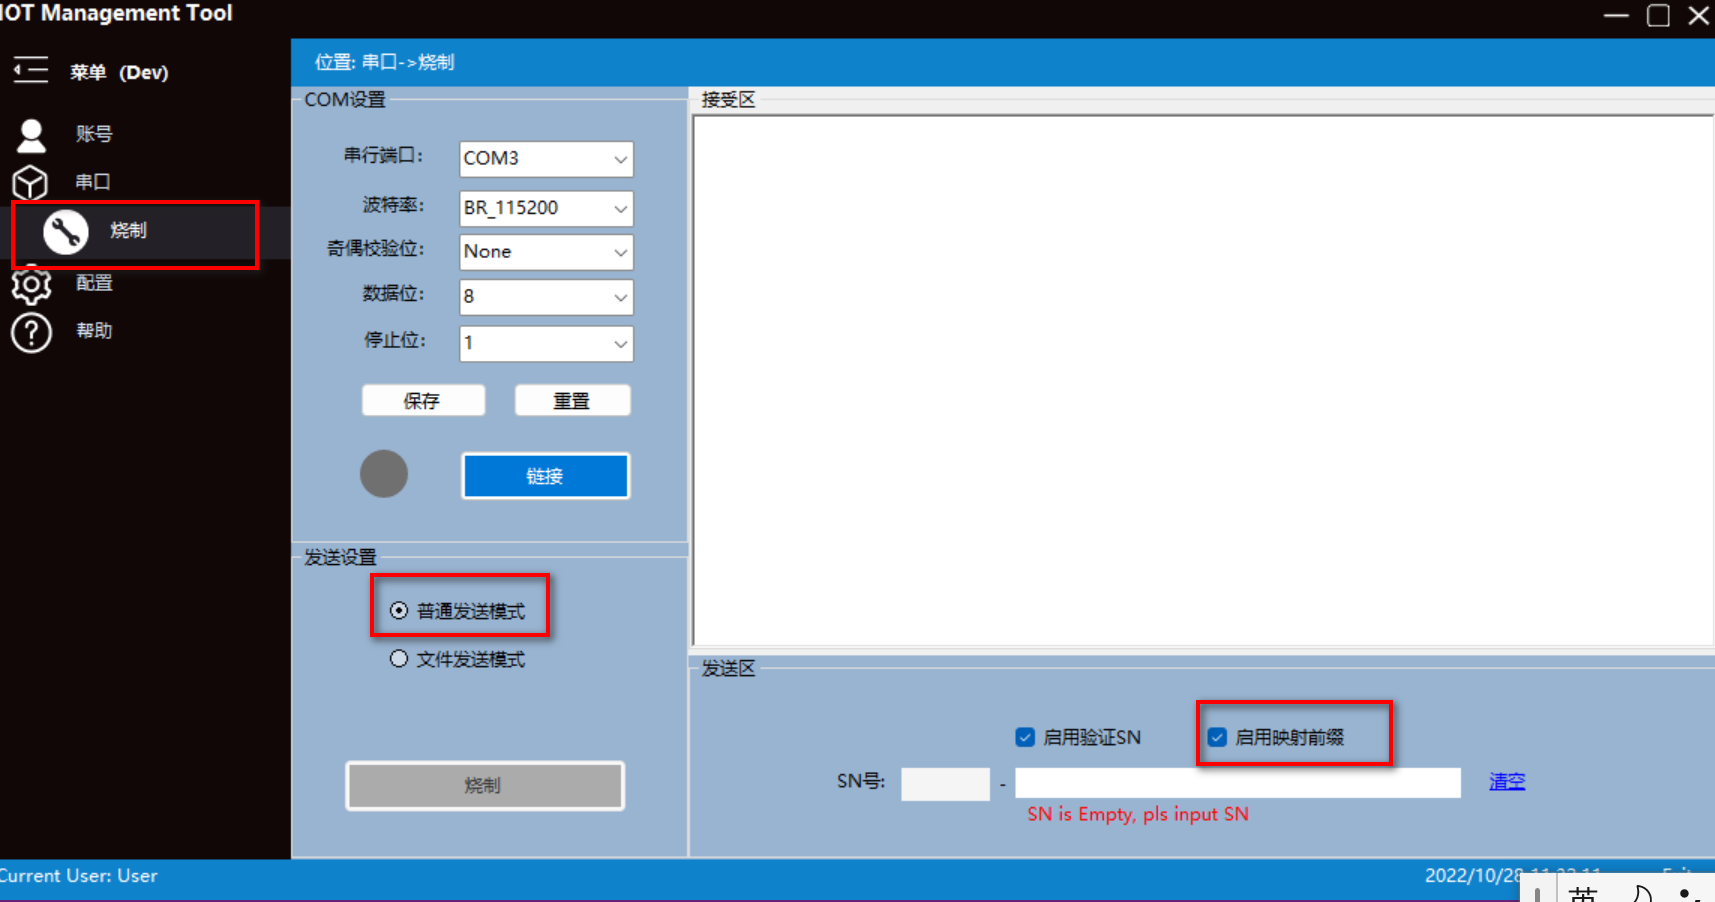 IOT Management Tool
菜单 (Dev)
账号
串口
烧制
配置
帮助
位置: 串口->烧制
COM设置
串行端口: COM3
波特率: BR_115200
奇偶校验位: None
数据位: 8
停止位: 1
保存 重置
链接
发送设置
普通发送模式
文件发送模式
烧制
接受区
发送区
启用验证SN 启用映射前缀
SN号: - 清空
SN is Empty, pls input SN
Current User: User
2022/10/28
英